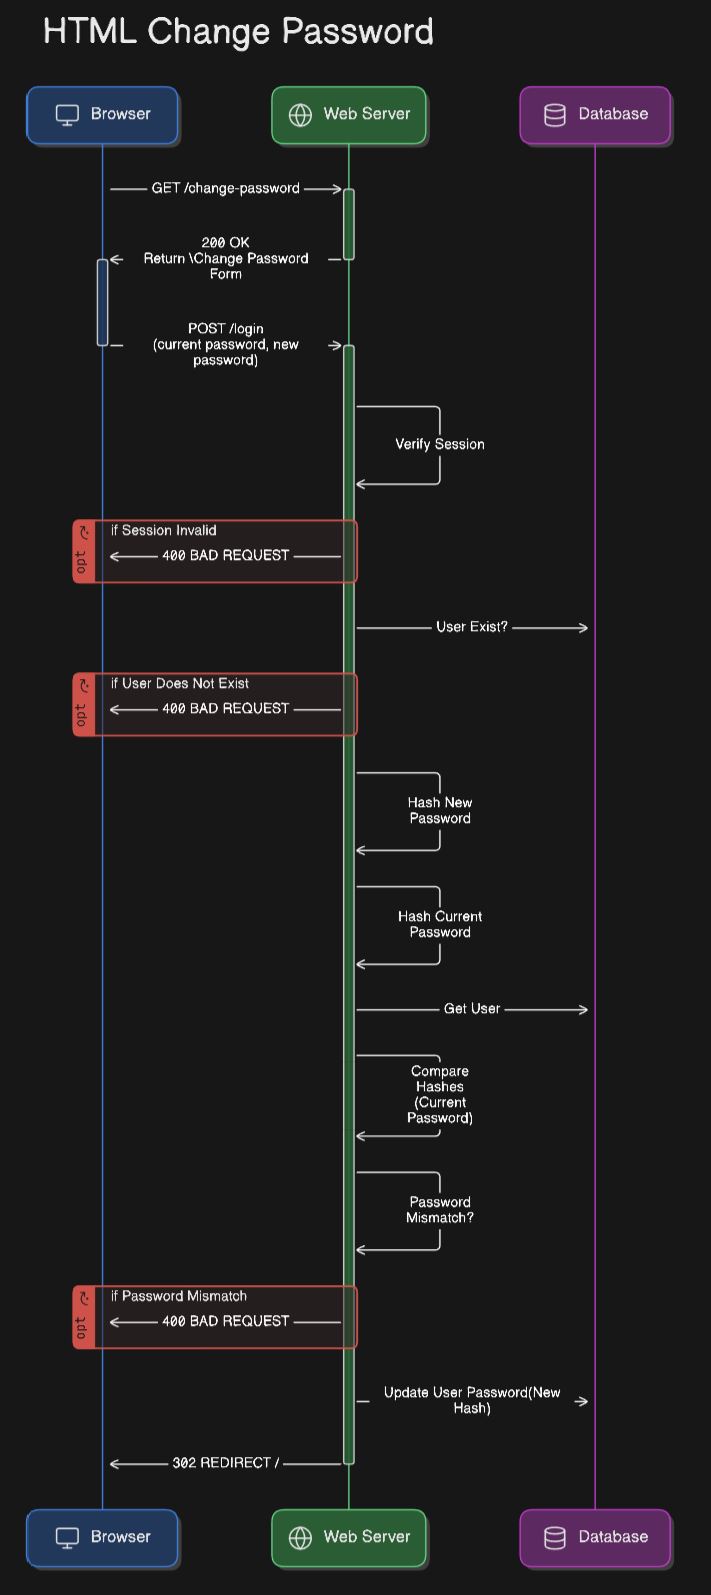 HTML Change Password
Browser
Web Server
Database
GET /change-password
200 OK
Return \Change Password
Form
POST /login
(current password, new
password)
Verify Session
opt
if Session Invalid
400 BAD REQUEST
User Exist?
opt
if User Does Not Exist
400 BAD REQUEST
Hash New
Password
Hash Current
Password
Get User
Compare
Hashes
(Current
Password)
Password
Mismatch?
opt
if Password Mismatch
400 BAD REQUEST
Update User Password(New
Hash)
302 REDIRECT /
Browser
Web Server
Database